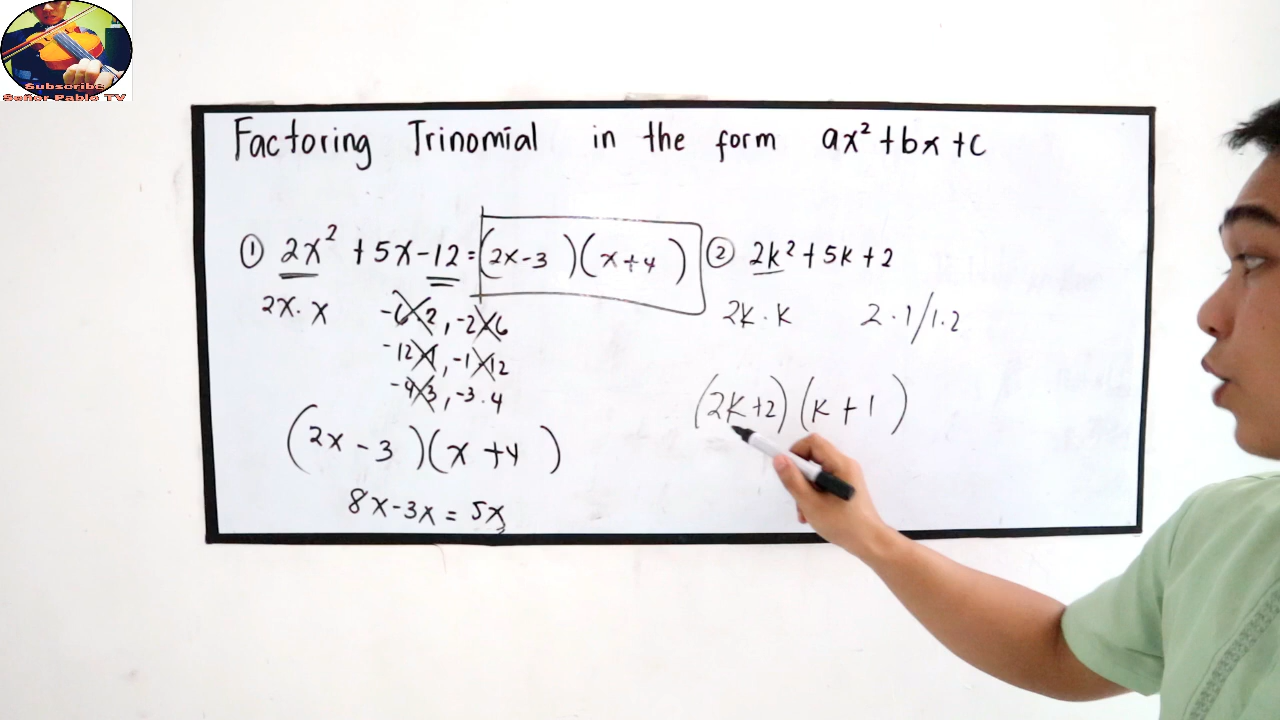 Subscribe
Señor Pablo TV
Factoring Trinomial in the form ax² + bx + c
① 2x² + 5x - 12 = (2x - 3)(x + 4)
2x · x
-6 · 2, -2 · 6
-12 · 1, -1 · 12
-4 · 3, -3 · 4
(2x - 3)(x + 4)
8x - 3x = 5x
② 2k² + 5k + 2
2k · k 2 · 1 / 1 · 2
(2k + 2)(k + 1)